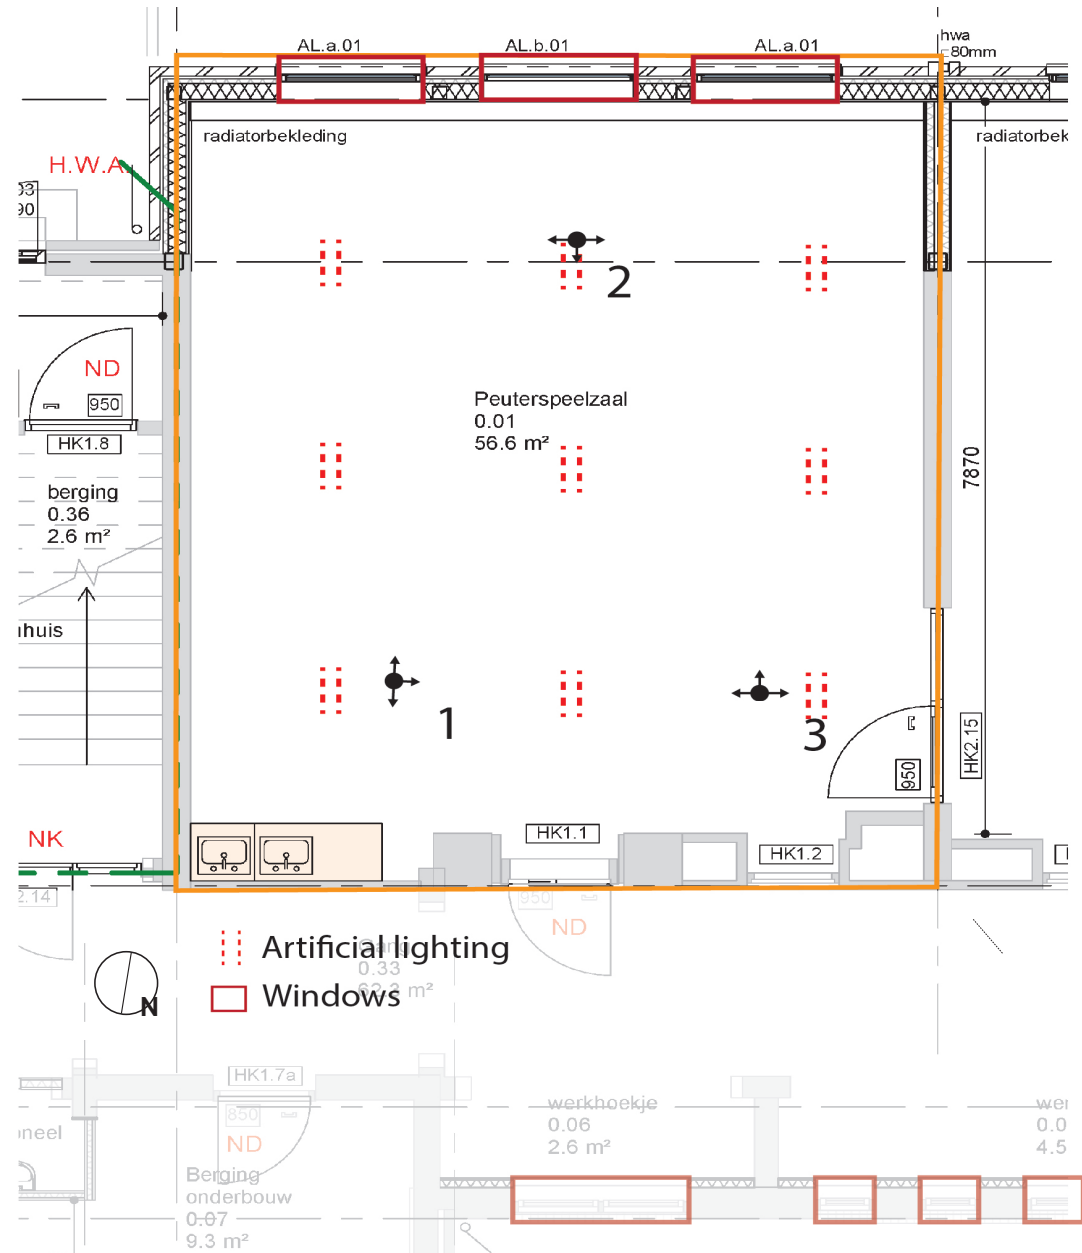 AL.a.01
AL.b.01
AL.a.01
hwa
80mm
radiatorbekleding
radiatorbek
H.W.A.
90
2
ND
950
HK1.8
Peuterspeelzaal
0.01
56.6 m²
7870
berging
0.36
2.6 m²
huis
1
3
950
HK2.15
NK
HK1.1
HK1.2
2.14
950
ND
Artificial lighting
0.33
62.3 m²
Windows
N
HK1.7a
850
ND
werkhoekje
0.06
2.6 m²
wer
0.0
4.5
neel
Berging
onderbouw
0.07
9.3 m²